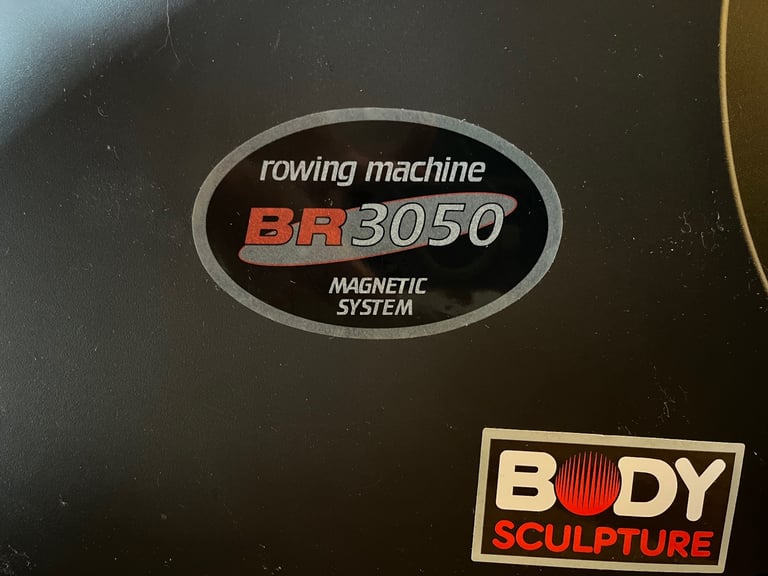 rowing machine
BR3050
MAGNETIC
SYSTEM
BODY
SCULPTURE